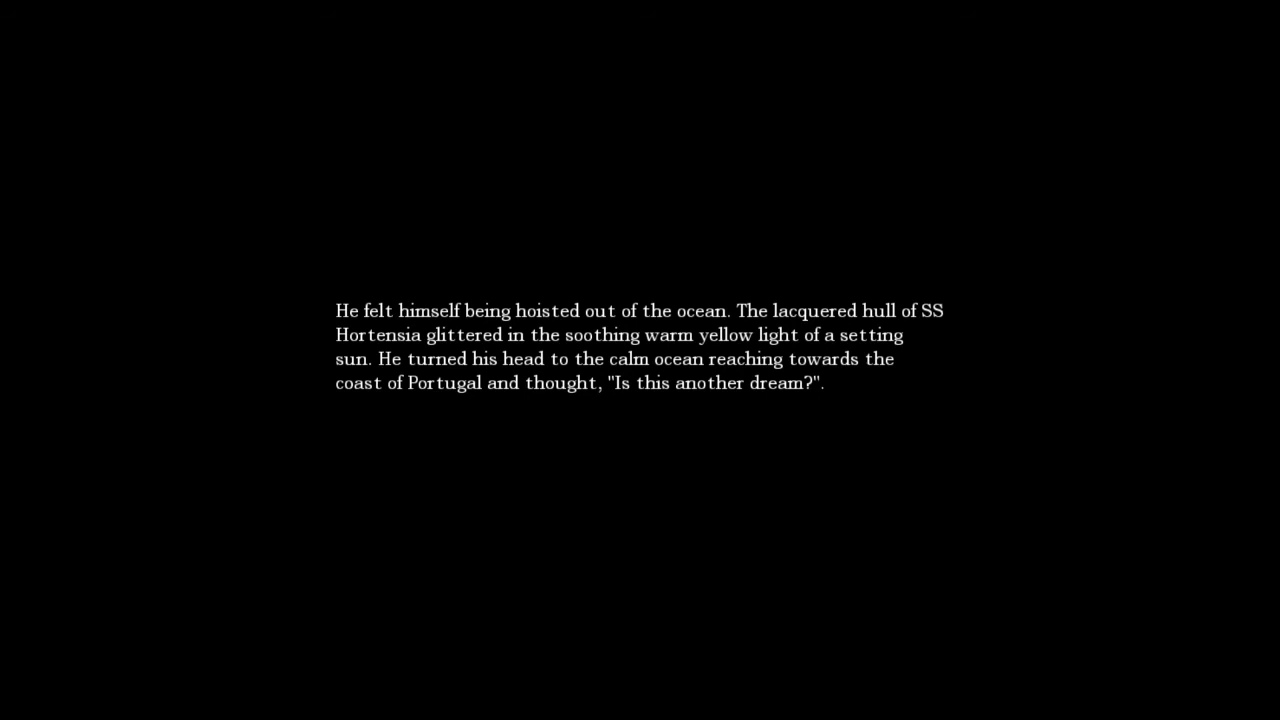 He felt himself being hoisted out of the ocean. The lacquered hull of SS
Hortensia glittered in the soothing warm yellow light of a setting
sun. He turned his head to the calm ocean reaching towards the
coast of Portugal and thought, "Is this another dream?".